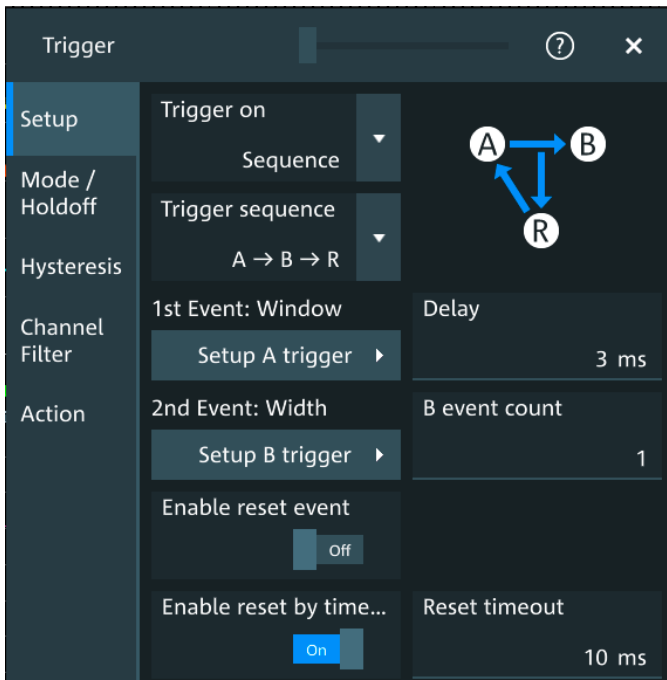 Trigger
?
×
Setup
Mode /
Holdoff
Hysteresis
Channel
Filter
Action
Trigger on
Sequence
Trigger sequence
A → B → R
A
B
R
1st Event: Window
Setup A trigger
Delay
3 ms
2nd Event: Width
Setup B trigger
B event count
1
Enable reset event
Off
Enable reset by time...
On
Reset timeout
10 ms